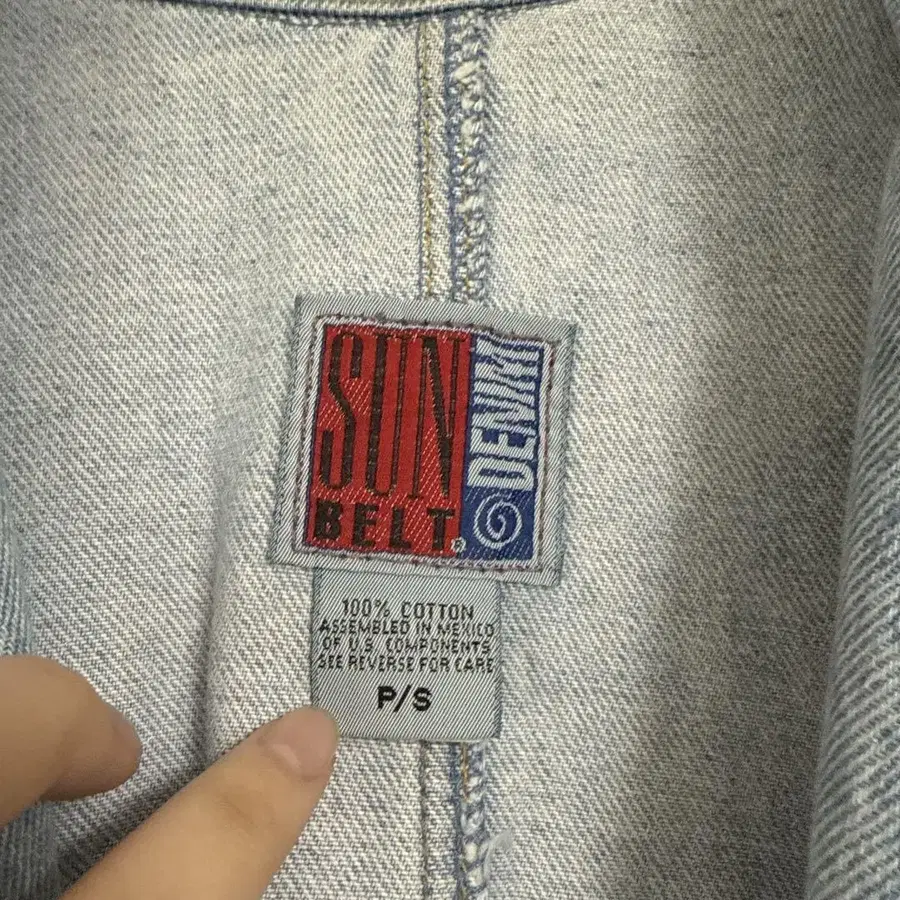 SUN
BELT®
DENIM
100% COTTON
ASSEMBLED IN MEXICO
OF U.S. COMPONENTS
SEE REVERSE FOR CARE
P/S